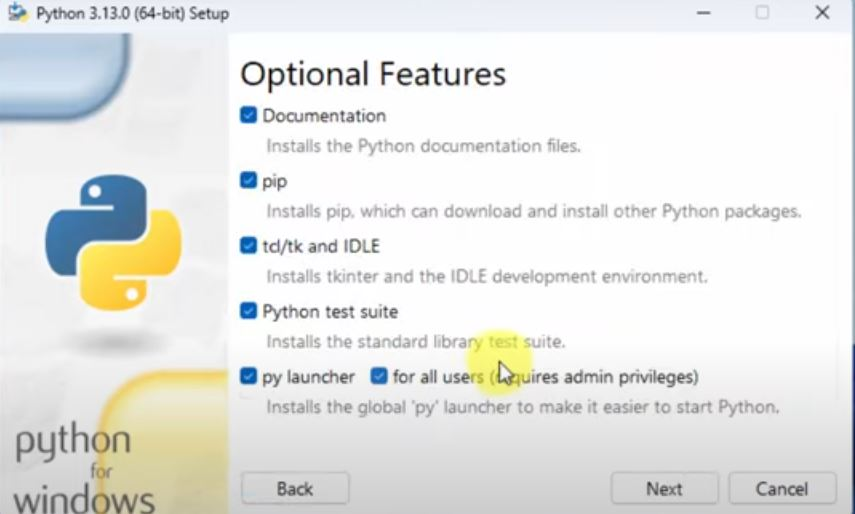 Python 3.13.0 (64-bit) Setup
Optional Features
Documentation
Installs the Python documentation files.
pip
Installs pip, which can download and install other Python packages.
tcl/tk and IDLE
Installs tkinter and the IDLE development environment.
Python test suite
Installs the standard library test suite.
py launcher for all users (requires admin privileges)
Installs the global 'py' launcher to make it easier to start Python.
python
for
windows
Back Next Cancel